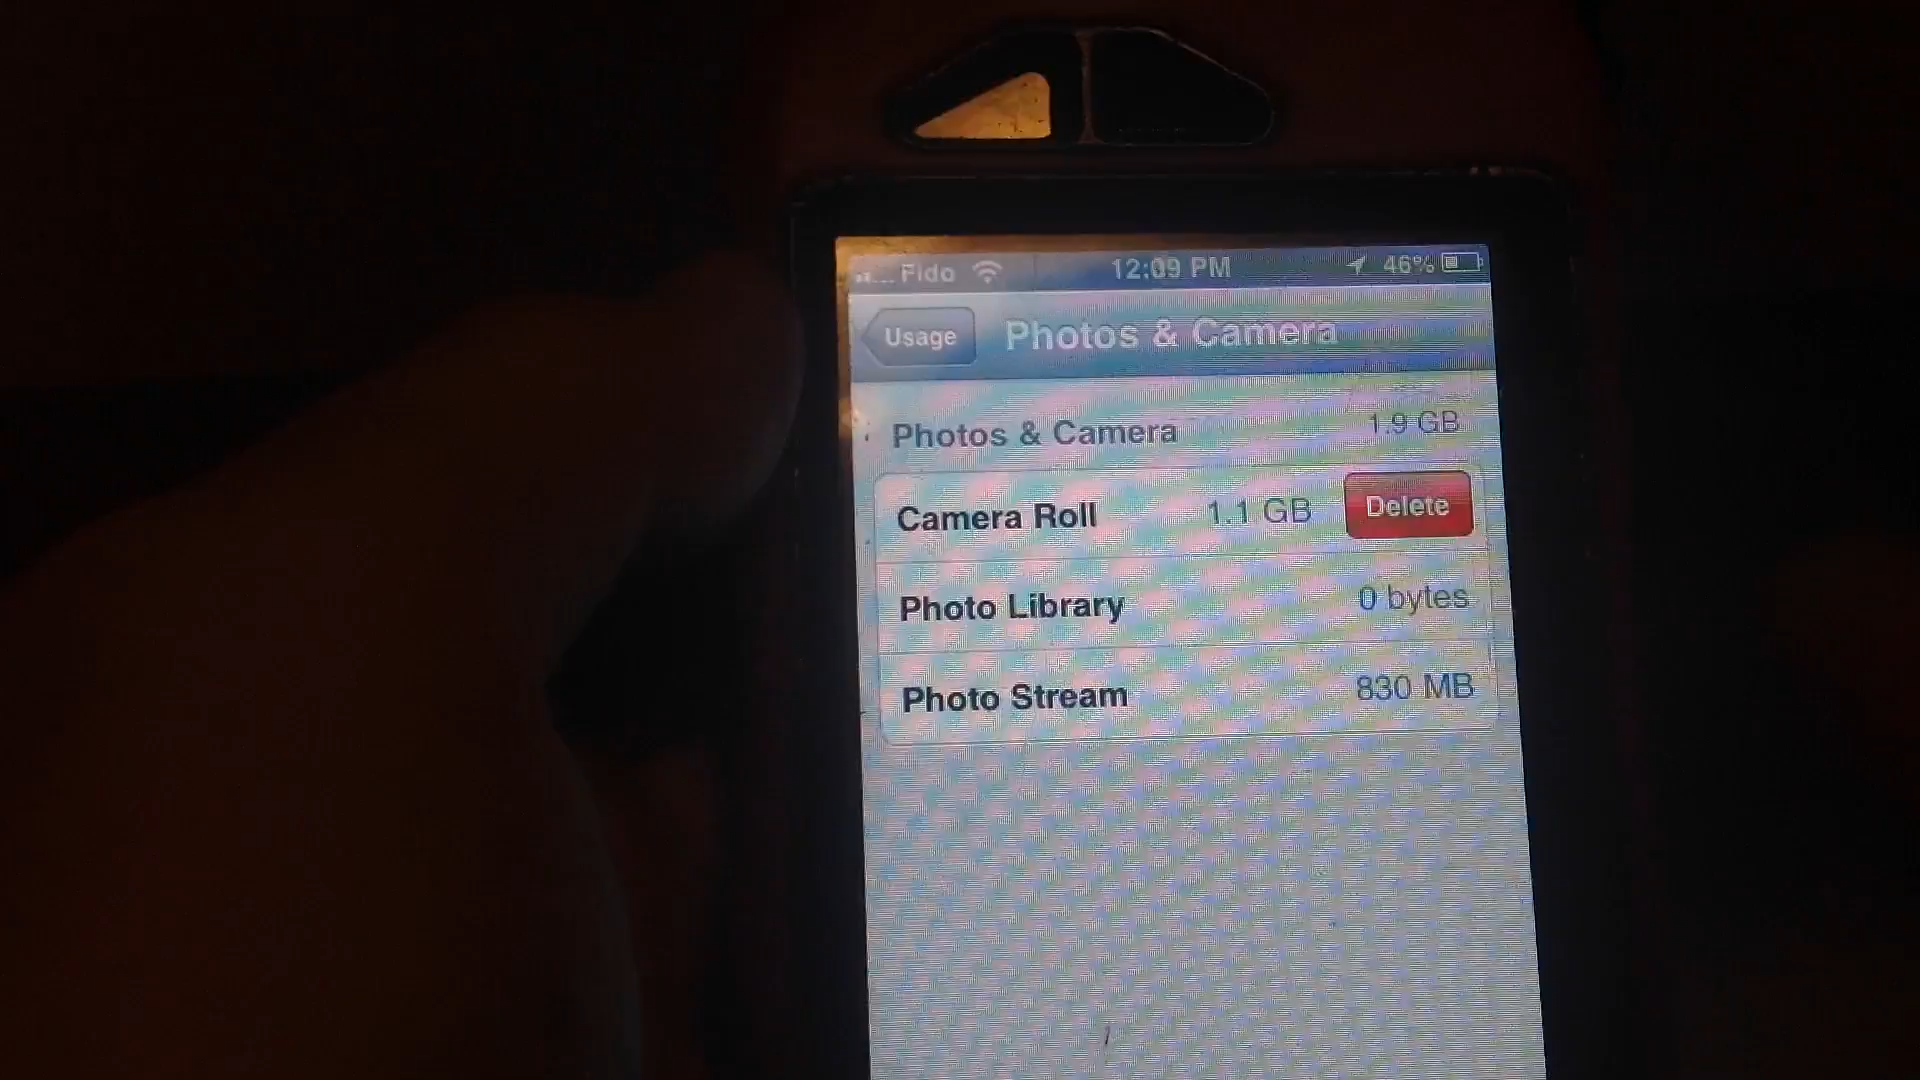 Fido 12:09 PM 46%
Usage Photos & Camera
Photos & Camera 1.9 GB
Camera Roll 1.1 GB Delete
Photo Library 0 bytes
Photo Stream 830 MB